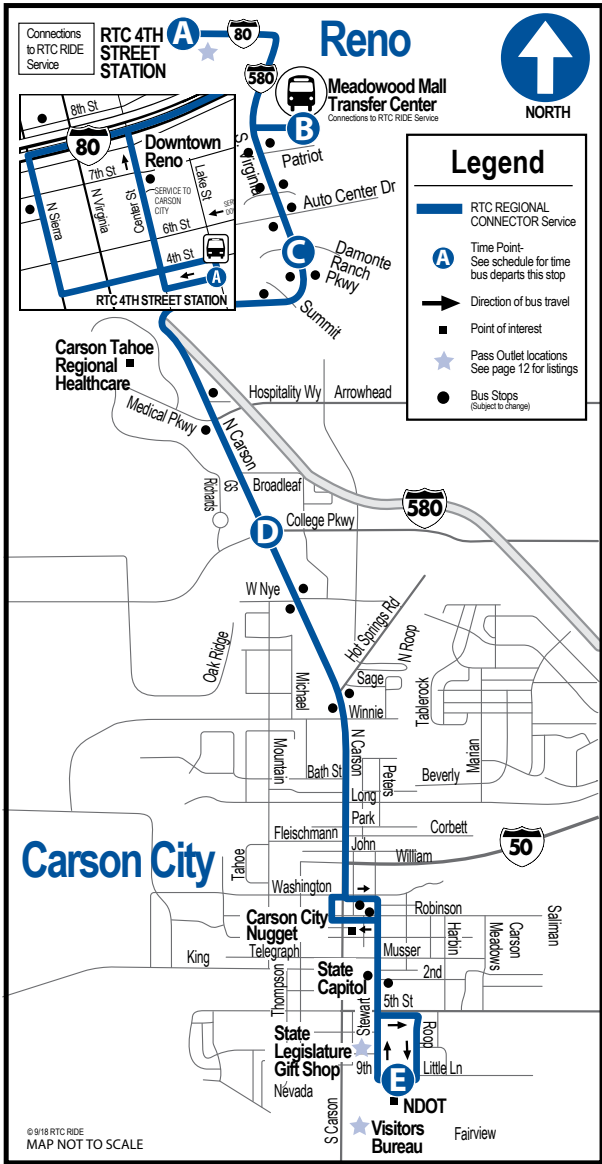 Connections
to RTC RIDE
Service
RTC 4TH
STREET
STATION
A
80
Reno
580
Meadowood Mall
Transfer Center
Connections to RTC RIDE Service
B
NORTH
8th St
80
Downtown
Reno
7th St
SERVICE TO
CARSON
CITY
N Sierra
N Virginia
Center St
Lake St
6th St
4th St
A
RTC 4TH STREET STATION
S. Virginia
Patriot
Auto Center Dr
C
Damonte
Ranch
Pkwy
Summit
Legend
RTC REGIONAL
CONNECTOR Service
A
Time Point-
See schedule for time
bus departs this stop
Direction of bus travel
Point of interest
Pass Outlet locations
See page 12 for listings
Bus Stops
(Subject to change)
Carson Tahoe
Regional
Healthcare
Hospitality Wy
Arrowhead
Medical Pkwy
N Carson
Richards
GS
Broadleaf
580
D
College Pkwy
W Nye
Hot Springs Rd
N Roop
Oak Ridge
Sage
Michael
Winnie
Tablerock
N Carson
Mountain
Bath St
Peters
Beverly
Marian
Long
Park
Fleischmann
Corbett
John
William
50
Carson City
Tahoe
Washington
Carson City
Nugget
Robinson
Saliman
Harbin
Carson
Meadows
Telegraph
King
Musser
Thompson
State
Capitol
2nd
5th St
Stewart
Roop
State
Legislature
Gift Shop
9th
Little Ln
E
Nevada
NDOT
S Carson
Visitors
Bureau
Fairview
© 9/18 RTC RIDE
MAP NOT TO SCALE